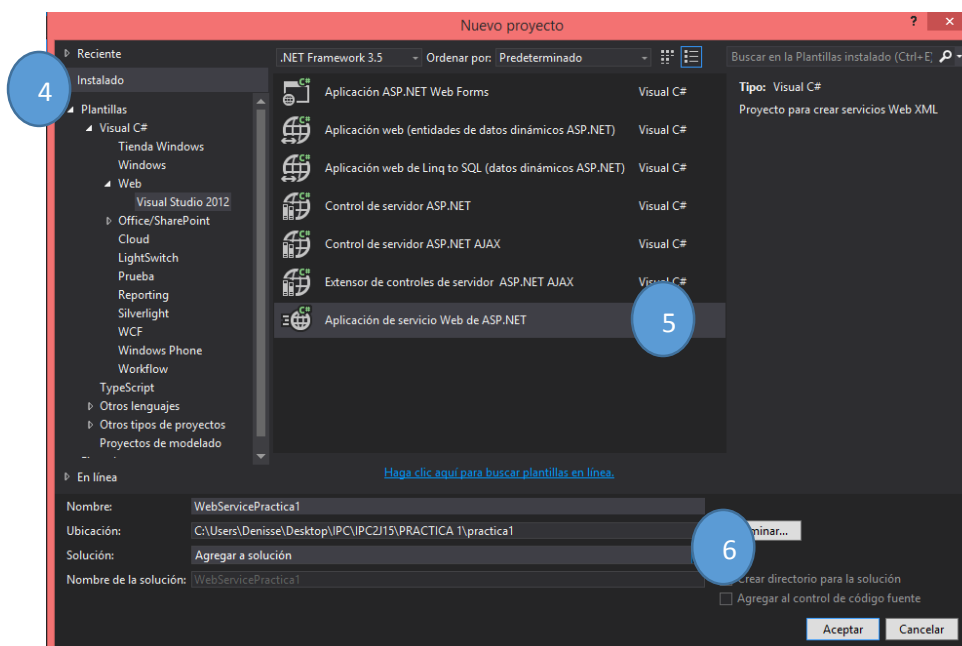 Nuevo proyecto ? ×
4
Reciente
Instalado
Plantillas
Visual C#
Tienda Windows
Windows
Web
Visual Studio 2012
Office/SharePoint
Cloud
LightSwitch
Prueba
Reporting
Silverlight
WCF
Windows Phone
Workflow
TypeScript
Otros lenguajes
Otros tipos de proyectos
Proyectos de modelado
En línea
.NET Framework 3.5 Ordenar por: Predeterminado
Aplicación ASP.NET Web Forms Visual C#
Aplicación web (entidades de datos dinámicos ASP.NET) Visual C#
Aplicación web de Linq to SQL (datos dinámicos ASP.NET) Visual C#
Control de servidor ASP.NET Visual C#
Control de servidor ASP.NET AJAX Visual C#
Extensor de controles de servidor ASP.NET AJAX Visual C#
Aplicación de servicio Web de ASP.NET
5
Haga clic aquí para buscar plantillas en línea.
Buscar en la Plantillas instalado (Ctrl+E)
Tipo: Visual C#
Proyecto para crear servicios Web XML
Nombre: WebServicePractica1
Ubicación: C:\Users\Denisse\Desktop\IPC\IPC2J15\PRACTICA 1\practica1
Solución: Agregar a solución
Nombre de la solución: WebServicePractica1
6
Crear directorio para la solución
Agregar al control de código fuente
Aceptar Cancelar